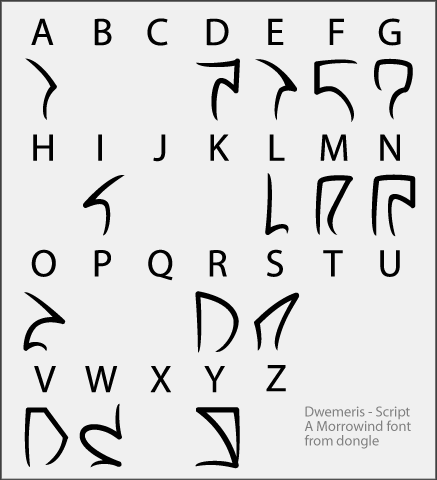 A B C D E F G
H I J K L M N
O P Q R S T U
V W X Y Z
Dwemeris - Script
A Morrowind font
from dongle